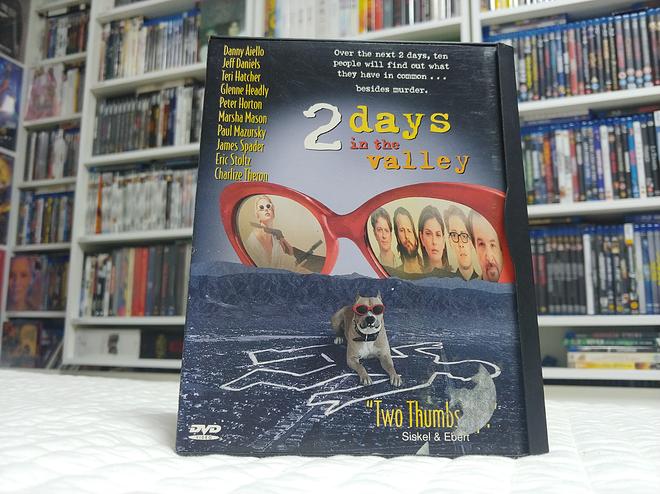 Danny Aiello
Jeff Daniels
Teri Hatcher
Glenne Headly
Peter Horton
Marsha Mason
Paul Mazursky
James Spader
Eric Stoltz
Charlize Theron
Over the next 2 days, ten
people will find out what
they have in common ...
besides murder.
2 days
in the
valley
"Two Thumbs
Siskel & Ebert
DVD
VIDEO